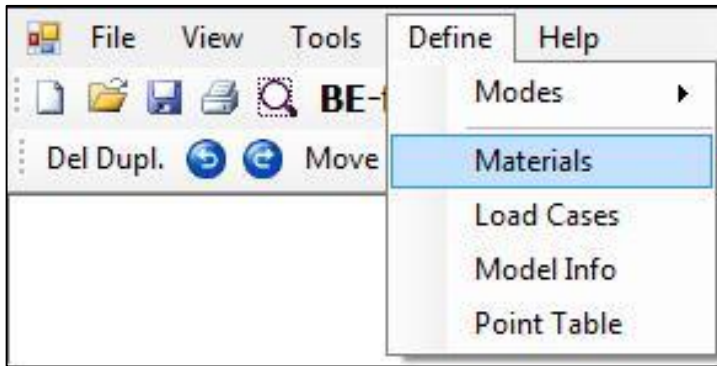 File View Tools Define Help
BE-
Modes
Del Dupl. Move
Materials
Load Cases
Model Info
Point Table